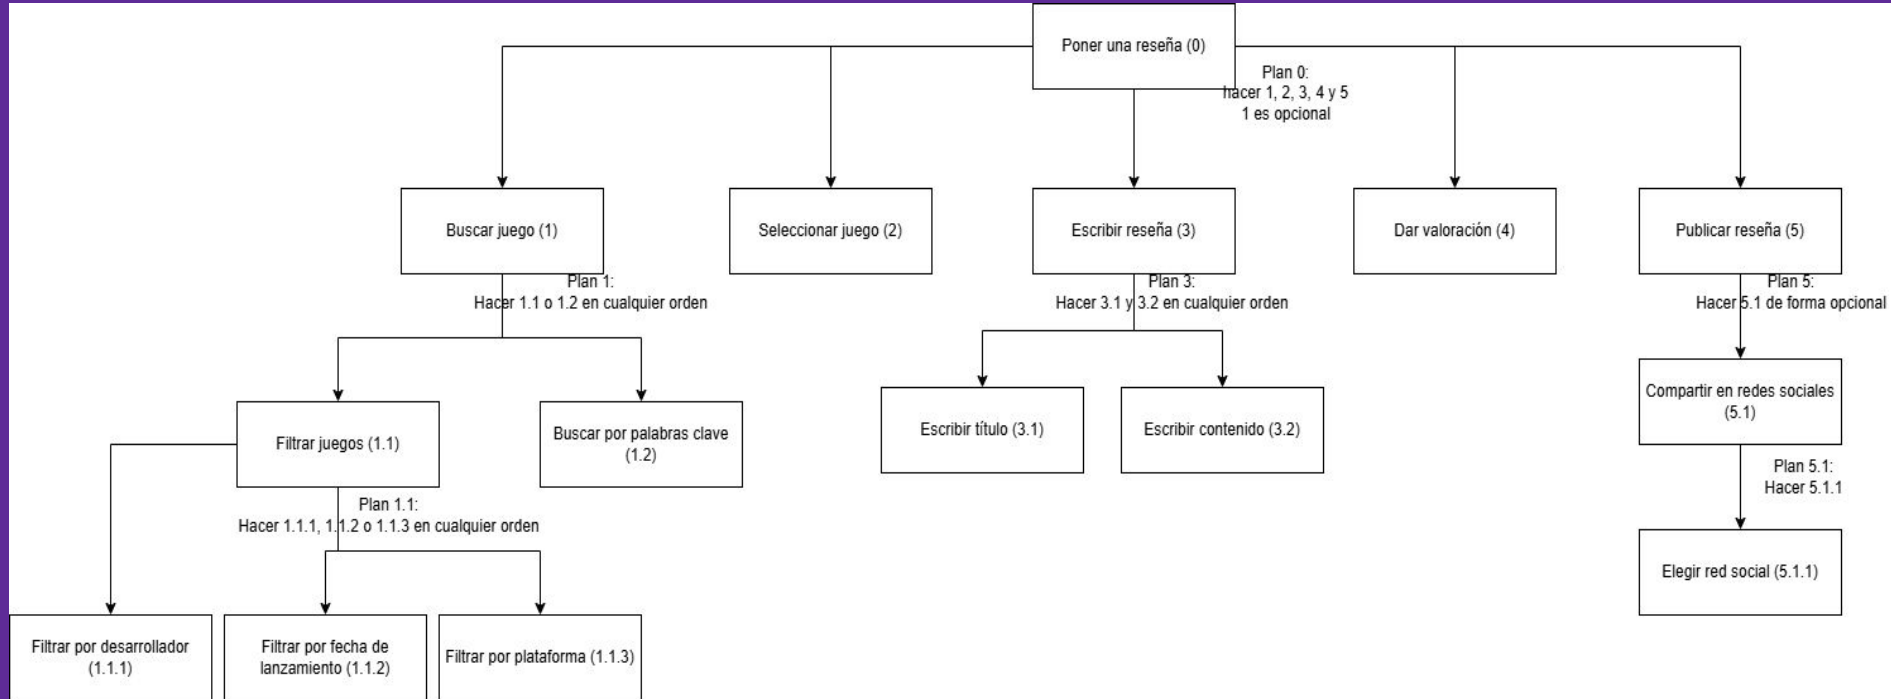 Poner una reseña (0)
Plan 0:
hacer 1, 2, 3, 4 y 5
1 es opcional
Buscar juego (1)
Seleccionar juego (2)
Escribir reseña (3)
Dar valoración (4)
Publicar reseña (5)
Plan 1:
Hacer 1.1 o 1.2 en cualquier orden
Plan 3:
Hacer 3.1 y 3.2 en cualquier orden
Plan 5:
Hacer 5.1 de forma opcional
Filtrar juegos (1.1)
Buscar por palabras clave
(1.2)
Escribir título (3.1)
Escribir contenido (3.2)
Compartir en redes sociales
(5.1)
Plan 1.1:
Hacer 1.1.1, 1.1.2 o 1.1.3 en cualquier orden
Plan 5.1:
Hacer 5.1.1
Elegir red social (5.1.1)
Filtrar por desarrollador
(1.1.1)
Filtrar por fecha de
lanzamiento (1.1.2)
Filtrar por plataforma (1.1.3)